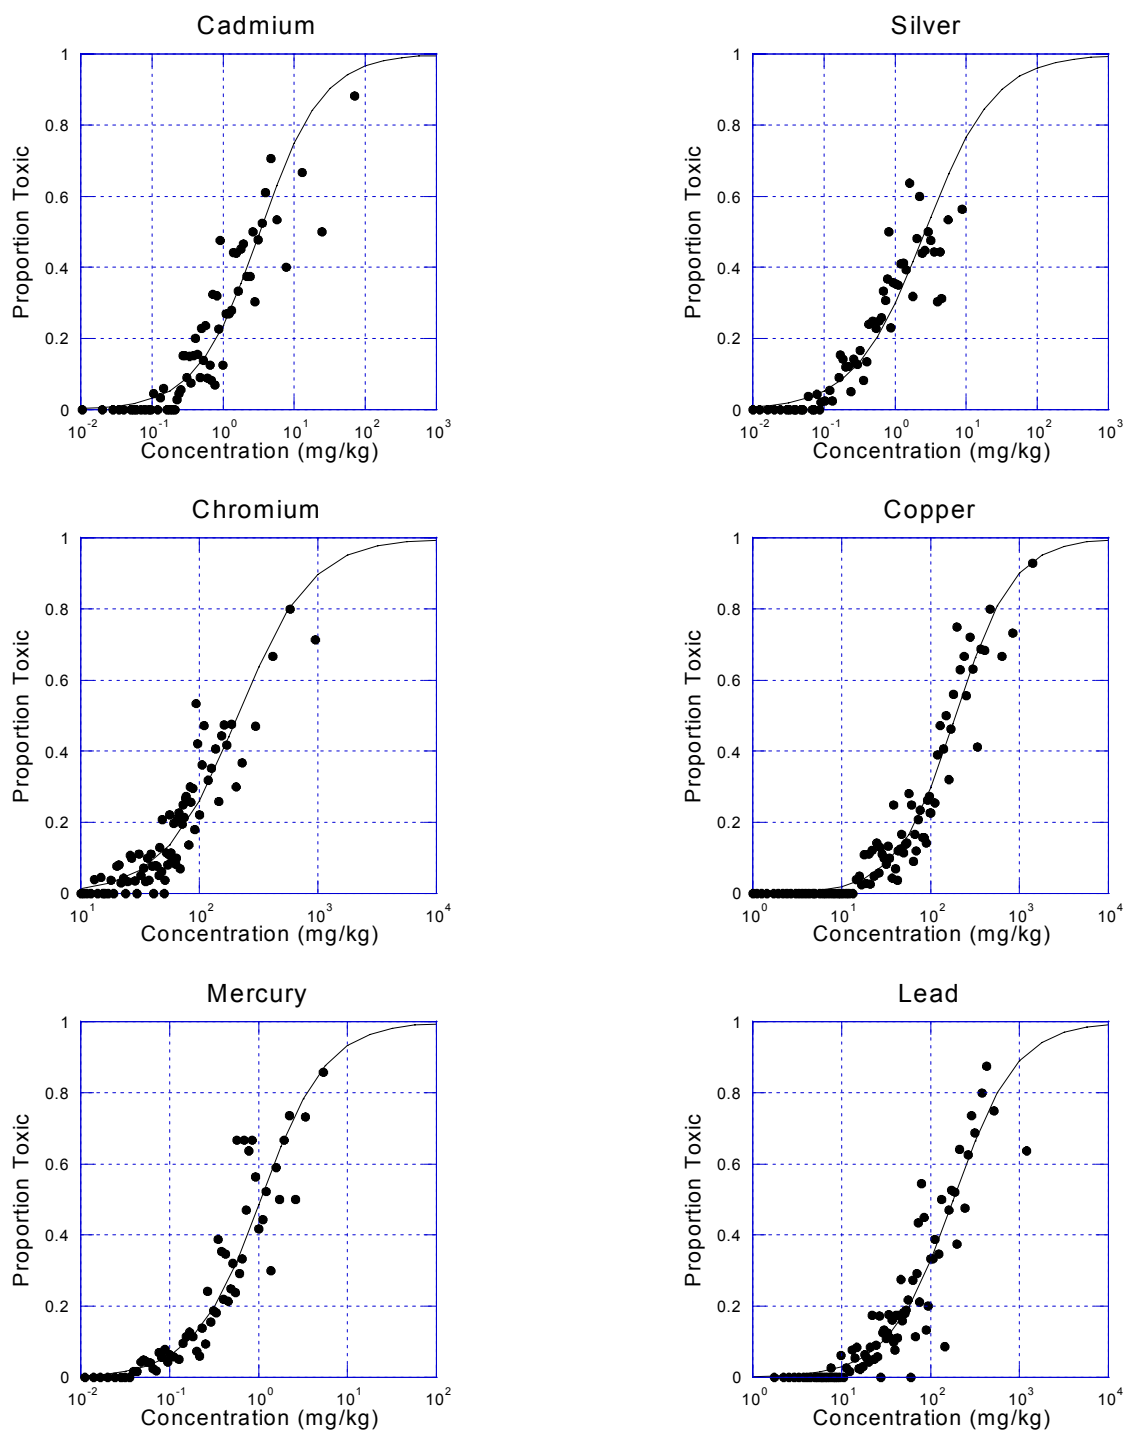 Cadmium
1
0.8
0.6
0.4
0.2
0
Proportion Toxic
10^-2 10^-1 10^0 10^1 10^2 10^3
Concentration (mg/kg)
Silver
1
0.8
0.6
0.4
0.2
0
Proportion Toxic
10^-2 10^-1 10^0 10^1 10^2 10^3
Concentration (mg/kg)
Chromium
1
0.8
0.6
0.4
0.2
0
Proportion Toxic
10^1 10^2 10^3 10^4
Concentration (mg/kg)
Copper
1
0.8
0.6
0.4
0.2
0
Proportion Toxic
10^0 10^1 10^2 10^3 10^4
Concentration (mg/kg)
Mercury
1
0.8
0.6
0.4
0.2
0
Proportion Toxic
10^-2 10^-1 10^0 10^1 10^2
Concentration (mg/kg)
Lead
1
0.8
0.6
0.4
0.2
0
Proportion Toxic
10^0 10^1 10^2 10^3 10^4
Concentration (mg/kg)